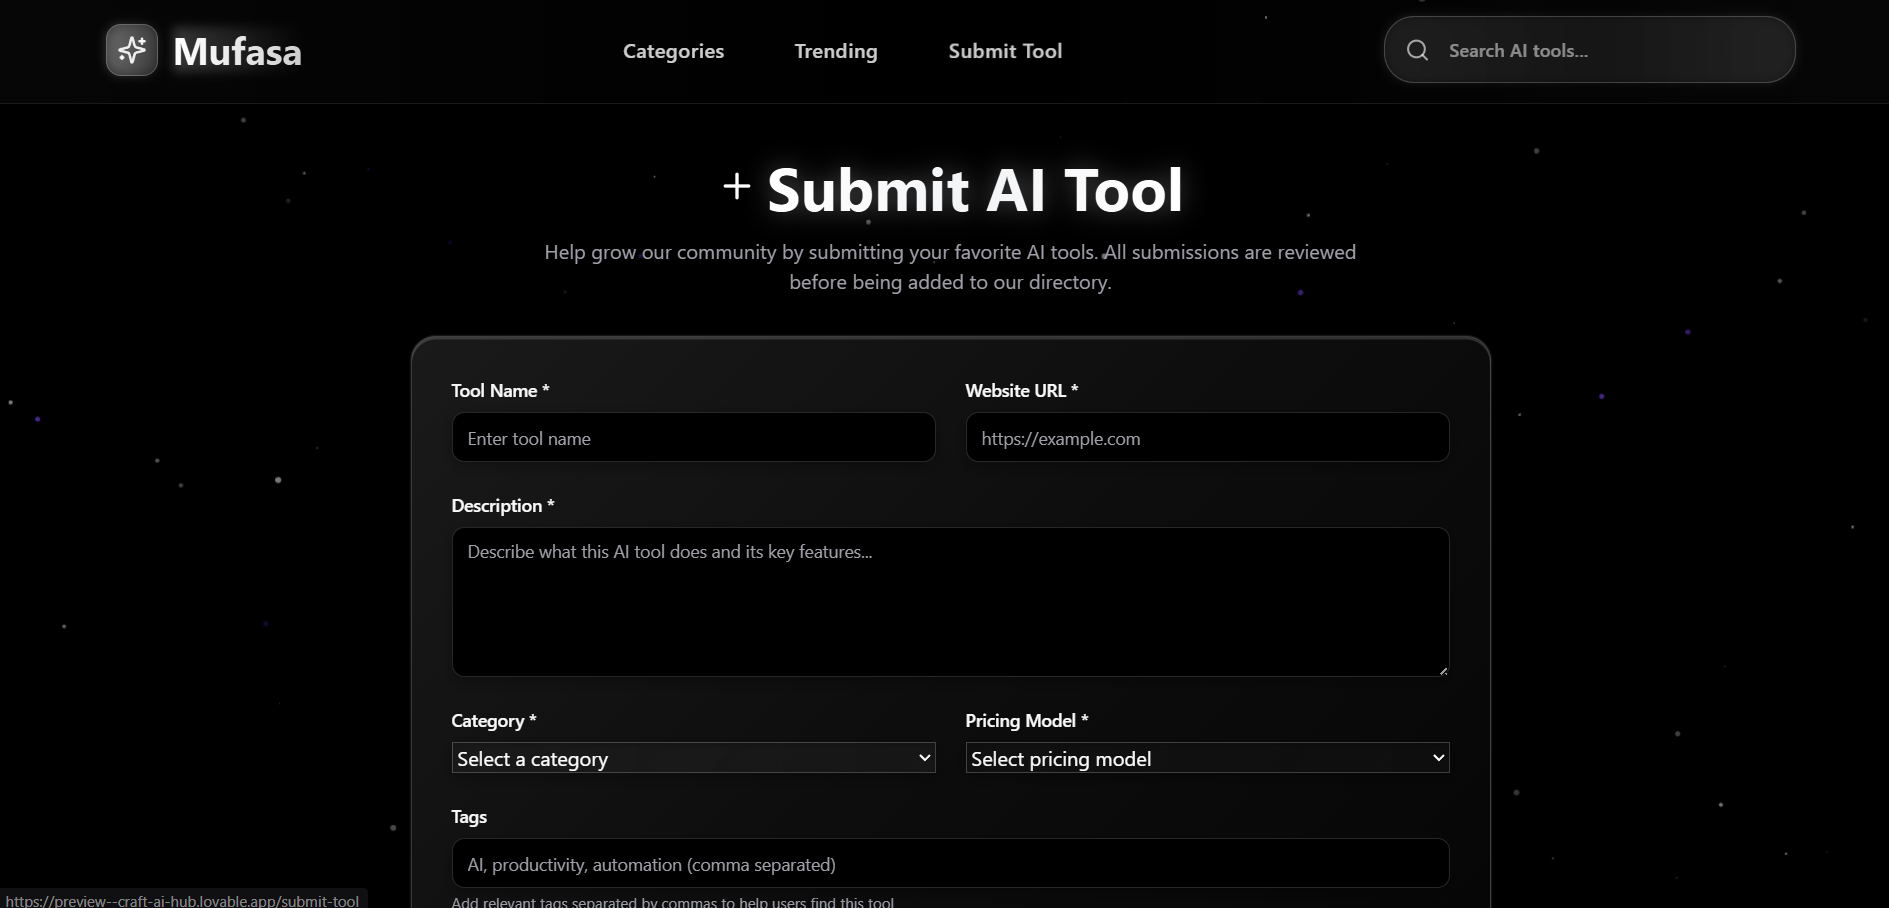 Mufasa
Categories
Trending
Submit Tool
Search AI tools...
+ Submit AI Tool
Help grow our community by submitting your favorite AI tools. All submissions are reviewed
before being added to our directory.
Tool Name *
Website URL *
Enter tool name
https://example.com
Description *
Describe what this AI tool does and its key features...
Category *
Pricing Model *
Select a category
Select pricing model
Tags
AI, productivity, automation (comma separated)
Add relevant tags separated by commas to help users find this tool
https://preview--craft-ai-hub.lovable.app/submit-tool